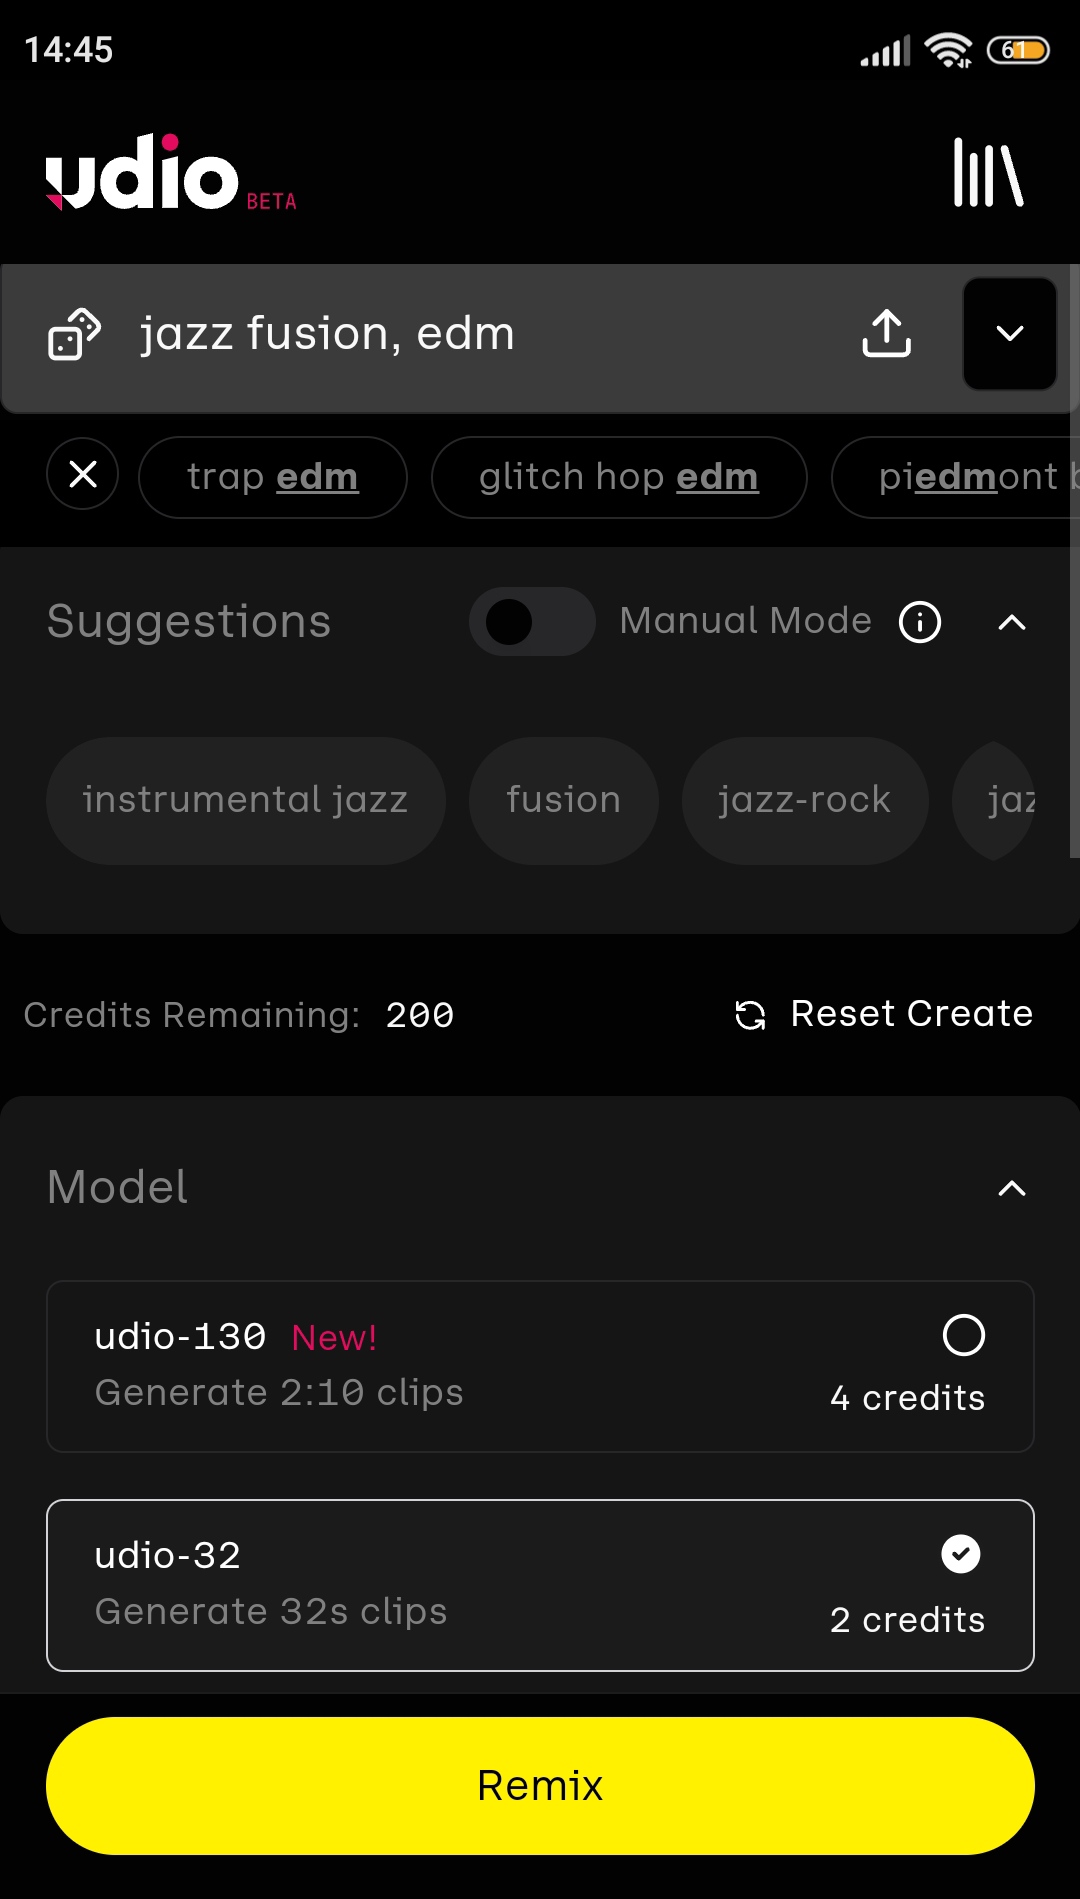 14:45
61
udio BETA
jazz fusion, edm
trap edm
glitch hop edm
piedmont b
Suggestions
Manual Mode
instrumental jazz
fusion
jazz-rock
jaz
Credits Remaining: 200
Reset Create
Model
udio-130 New!
Generate 2:10 clips
4 credits
udio-32
Generate 32s clips
2 credits
Remix